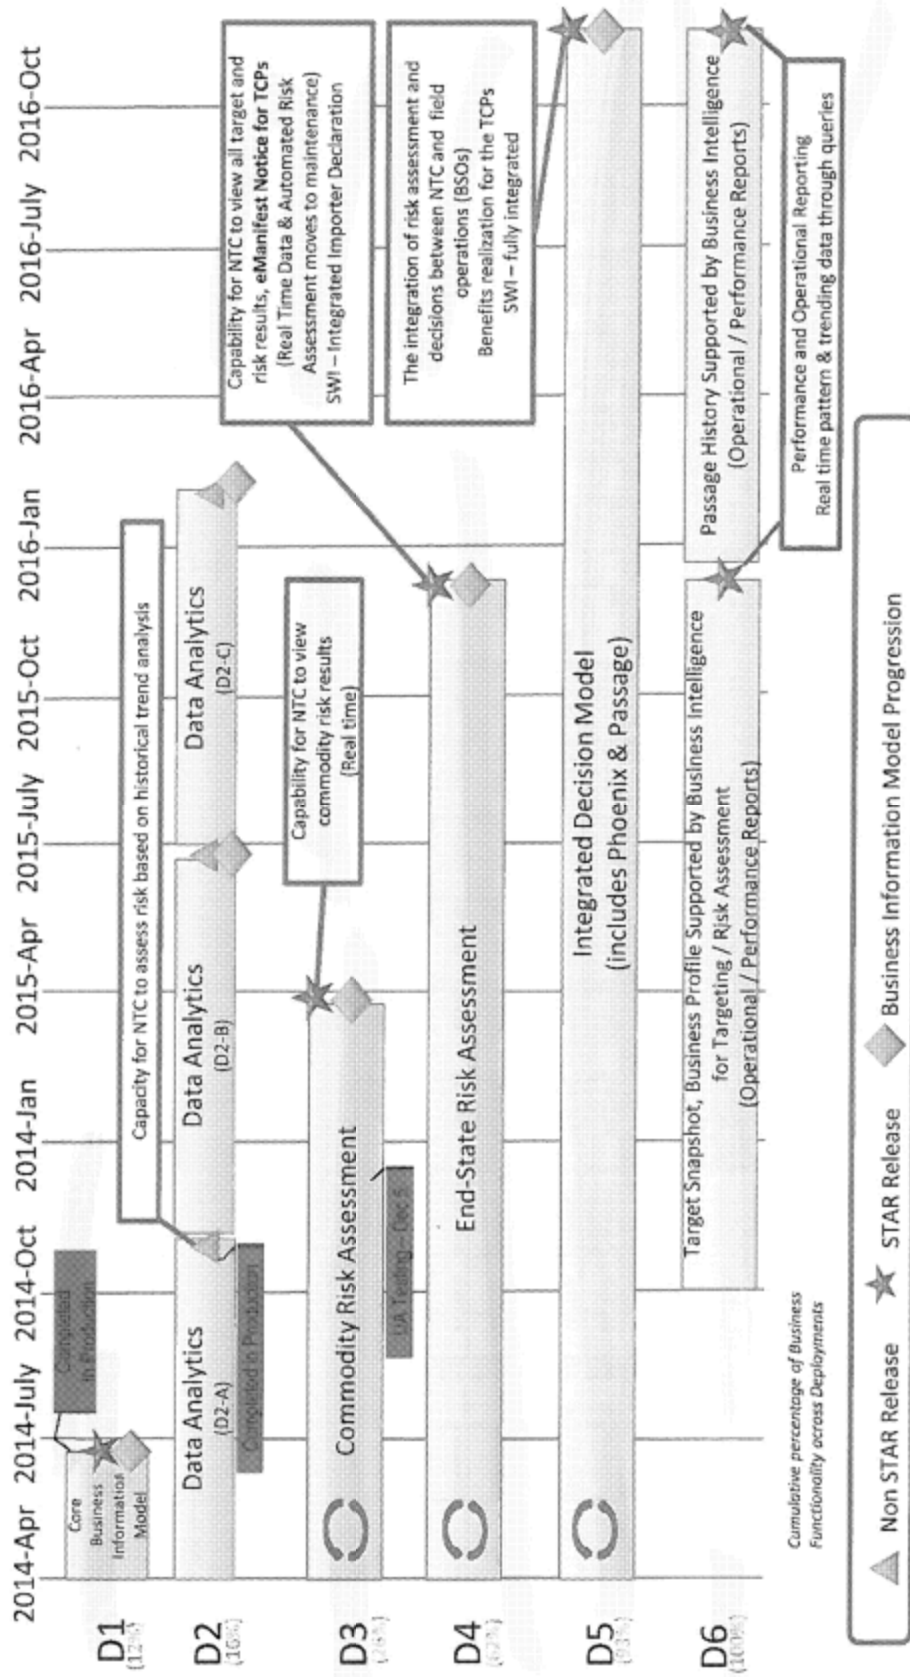 2014-Apr 2014-July 2014-Oct 2014-Jan 2015-Apr 2015-July 2015-Oct 2016-Jan 2016-Apr 2016-July 2016-Oct
D1
(12%)
Core
Business
Information
Model
Completed
In Production
Capacity for NTC to assess risk based on historical trend analysis
D2
(16%)
Data Analytics
(D2-A)
Completed in Production
Data Analytics
(D2-B)
Data Analytics
(D2-C)
Capability for NTC to view all target and
risk results, eManifest Notice for TCPs
(Real Time Data & Automated Risk
Assessment moves to maintenance)
SWI – Integrated Importer Declaration
Capability for NTC to view
commodity risk results
(Real time)
D3
Commodity Risk Assessment
UA Testing – Dec 5
The integration of risk assessment and
decisions between NTC and field
operations (BSOs)
Benefits realization for the TCPs
SWI – fully integrated
D4
End-State Risk Assessment
D5
Integrated Decision Model
(includes Phoenix & Passage)
D6
(100%)
Target Snapshot, Business Profile Supported by Business Intelligence
for Targeting / Risk Assessment
(Operational / Performance Reports)
Passage History Supported by Business Intelligence
(Operational / Performance Reports)
Performance and Operational Reporting
Real time pattern & trending data through queries
Cumulative percentage of Business
Functionality across Deployments
Non STAR Release
STAR Release
Business Information Model Progression